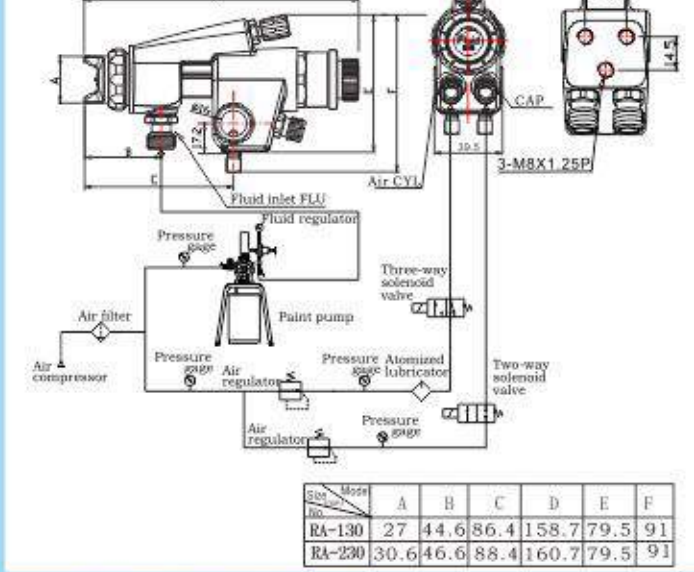 A
B
C
17.2
E
F
39.5
14.5
CAP
3-M8X1.25P
Air CYL
Fluid inlet FLU
Fluid regulator
Pressure
gage
Paint pump
Air filter
Air
compressor
Three-way
solenoid
valve
Pressure
gage
Air
regulator
Pressure
gage
Atomized
lubricator
Two-way
solenoid
valve
Air
regulator
Pressure
gage
Size Model
No. A B C D E F
RA-130 27 44.6 86.4 158.7 79.5 91
RA-230 30.6 46.6 88.4 160.7 79.5 91